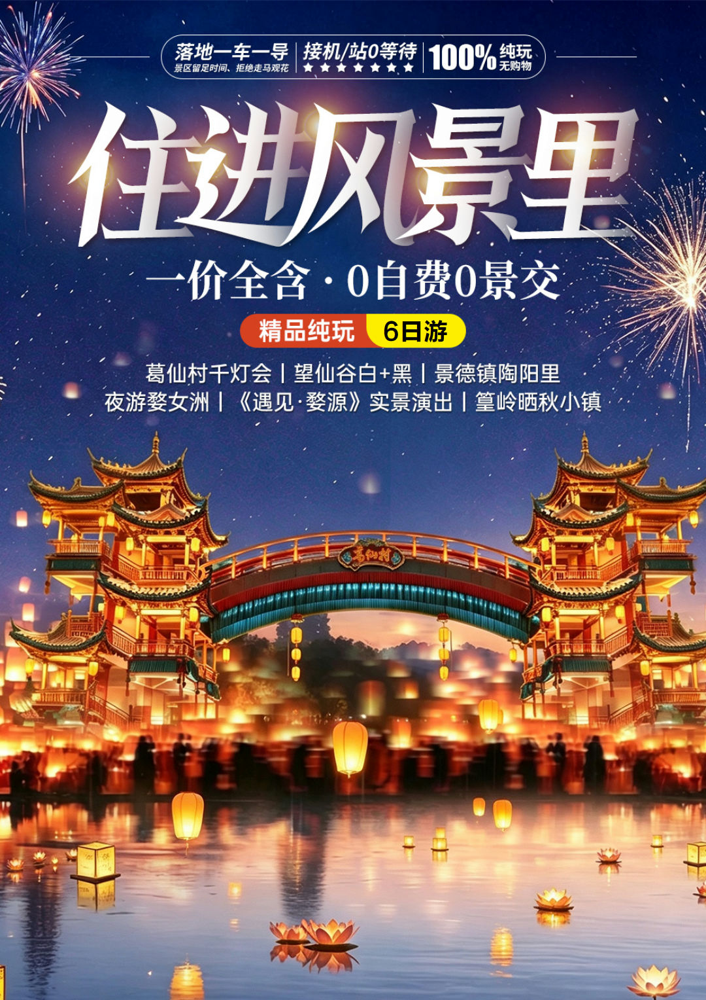 落地一车一导
景区留足时间、拒绝走马观花
接机/站0等待
100%纯玩
无购物
住进风景里
一价全含·0自费0景交
精品纯玩 6日游
葛仙村千灯会丨望仙谷白+黑丨景德镇陶阳里
夜游婺女洲丨《遇见·婺源》实景演出丨篁岭晒秋小镇
葛仙村